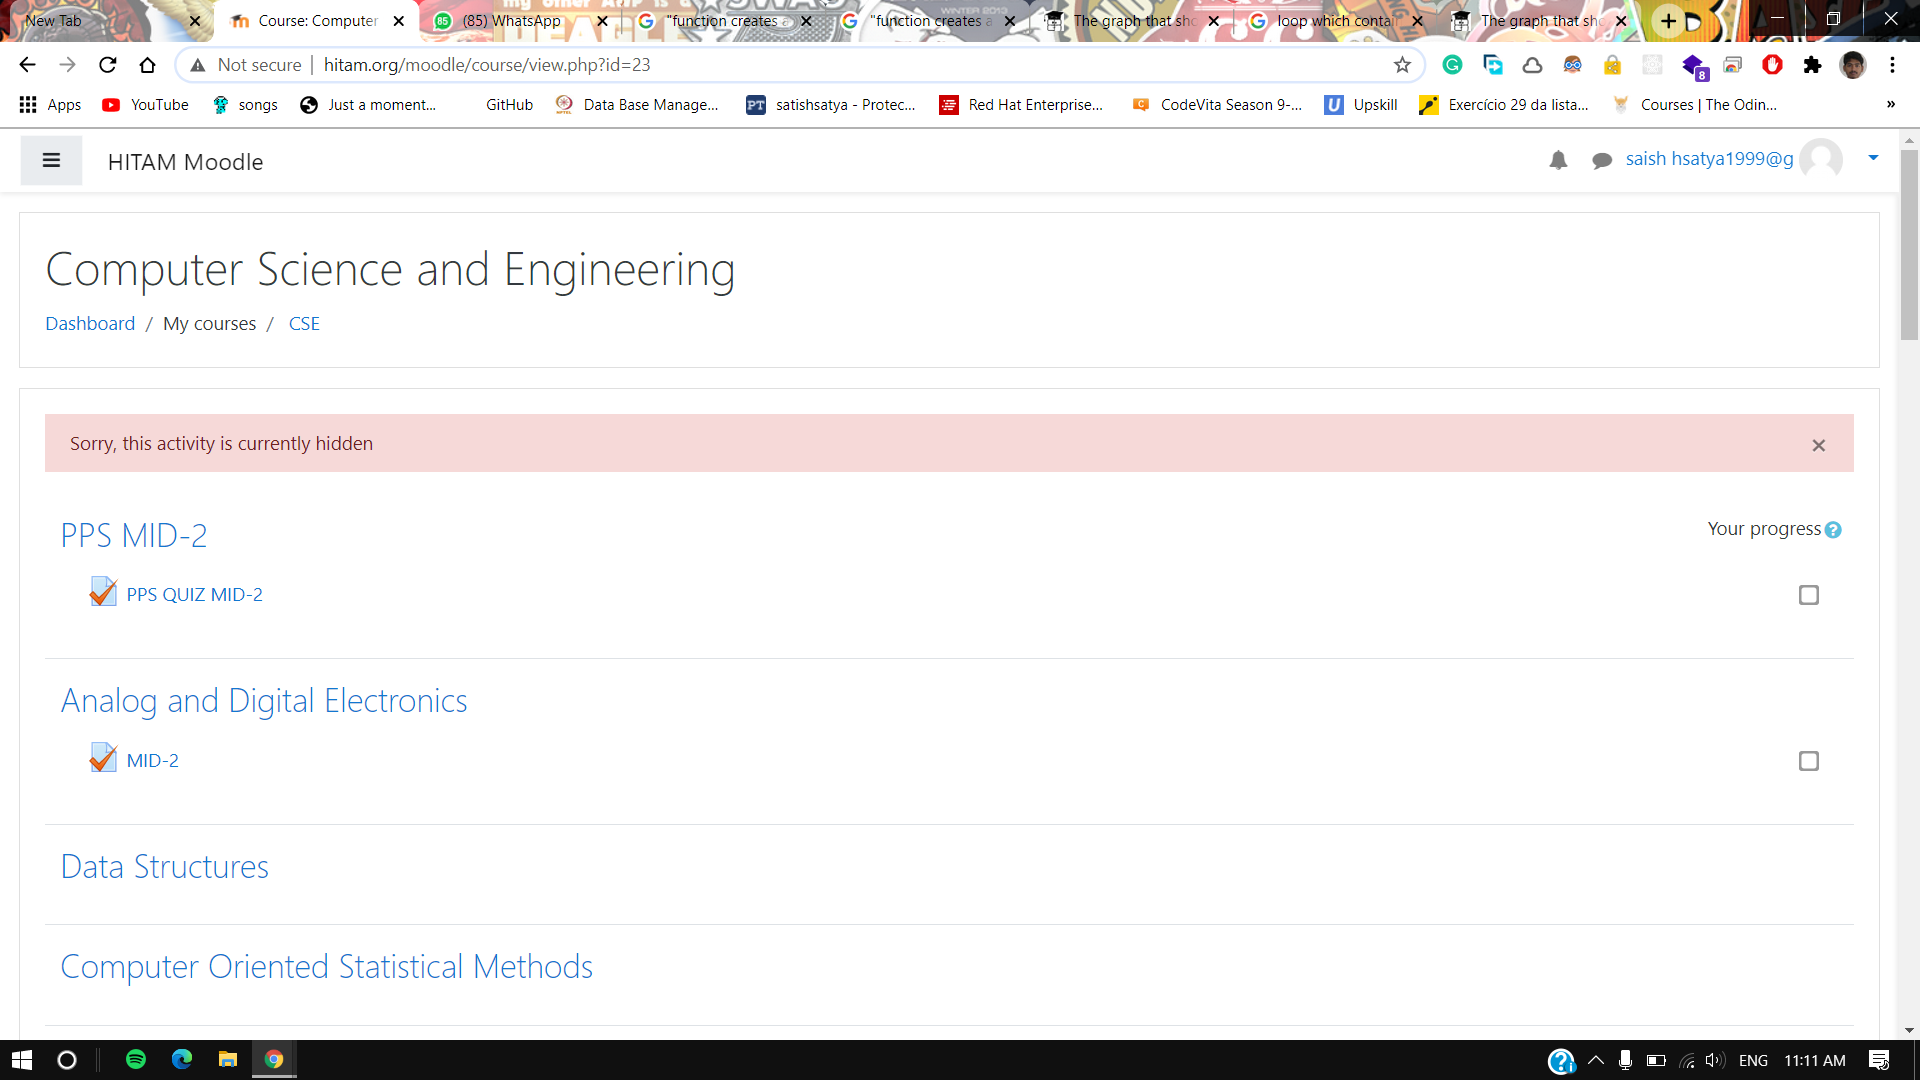 New Tab
Course: Computer
(85) WhatsApp
"function creates a
"function creates a
The graph that sho
loop which contain
The graph that sho
Not secure | hitam.org/moodle/course/view.php?id=23
8
Apps YouTube songs Just a moment... GitHub Data Base Manage... PT satishsatya - Protec... Red Hat Enterprise... CodeVita Season 9-... U Upskill Exercício 29 da lista... Courses | The Odin... »
HITAM Moodle
saish hsatya1999@g
Computer Science and Engineering
Dashboard / My courses / CSE
Sorry, this activity is currently hidden ×
PPS MID-2
Your progress
PPS QUIZ MID-2
Analog and Digital Electronics
MID-2
Data Structures
Computer Oriented Statistical Methods
ENG 11:11 AM